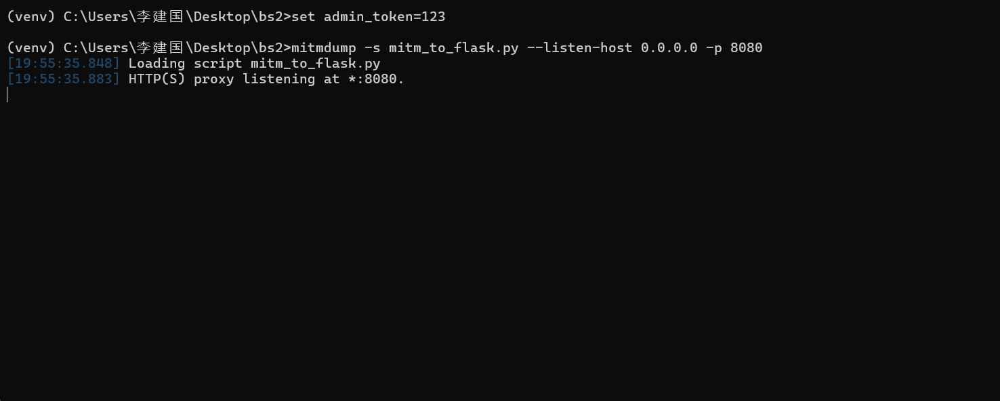 (venv) C:\Users\李建国\Desktop\bs2>set admin_token=123
(venv) C:\Users\李建国\Desktop\bs2>mitmdump -s mitm_to_flask.py --listen-host 0.0.0.0 -p 8080
[19:55:35.848] Loading script mitm_to_flask.py
[19:55:35.883] HTTP(S) proxy listening at *:8080.